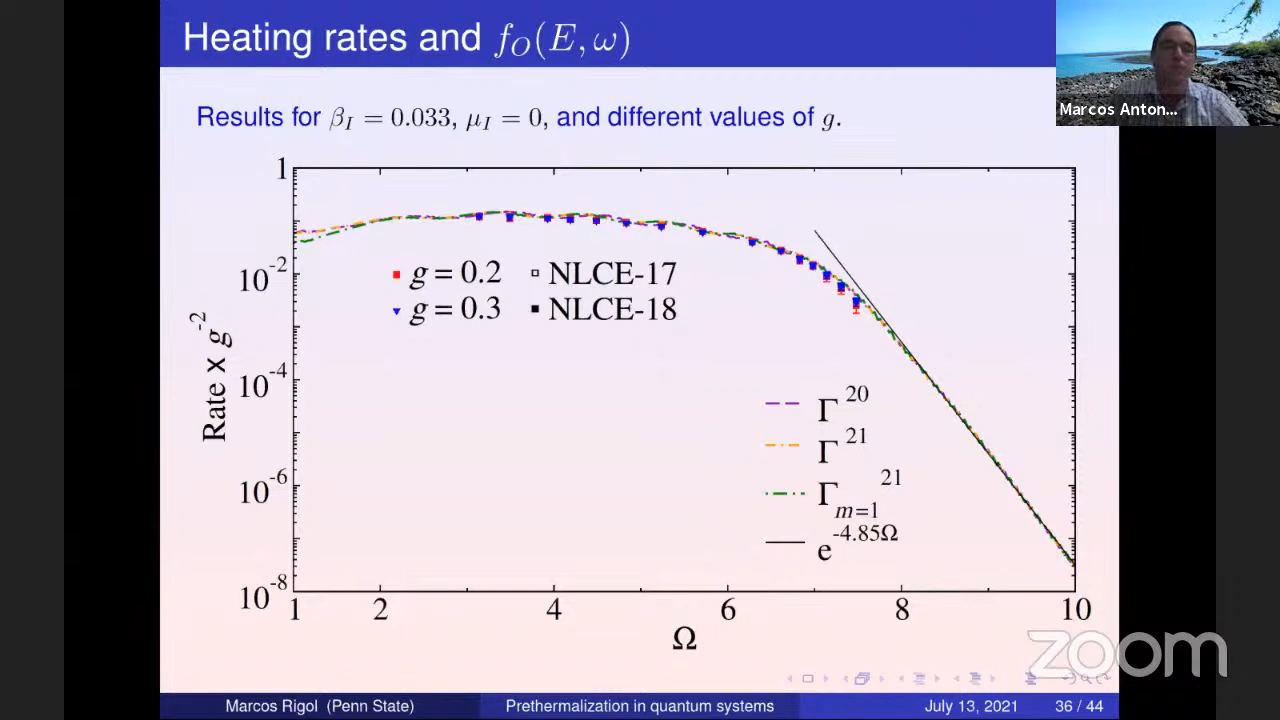 Heating rates and f_O(E, ω)
Marcos Anton...
Results for β_I = 0.033, μ_I = 0, and different values of g.
1
10^-2
10^-4
10^-6
10^-8
Rate x g^-2
g = 0.2 NLCE-17
g = 0.3 NLCE-18
Γ^20
Γ^21
Γ_m=1^21
e^-4.85Ω
1 2 4 6 8 10
Ω
zoom
Marcos Rigol (Penn State) Prethermalization in quantum systems July 13, 2021 36 / 44